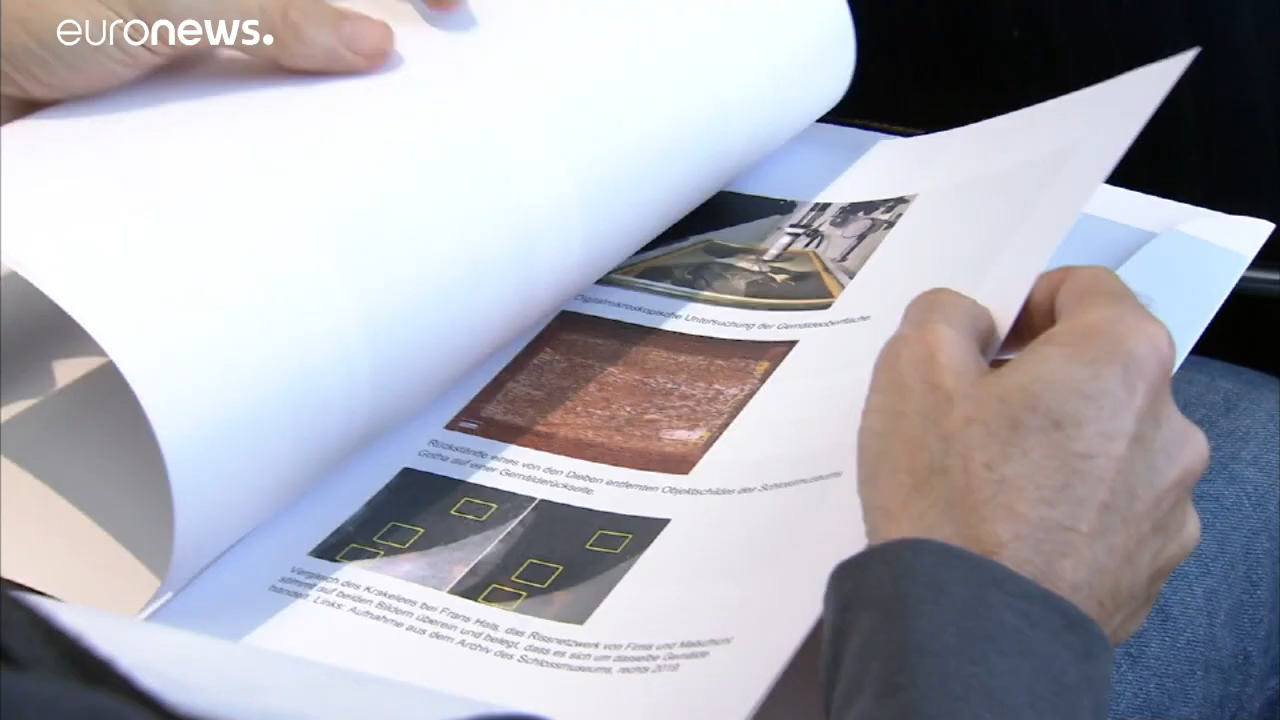 euronews.
Digitalmikroskopische Untersuchung der Gemäldeoberfläche
Rückstände eines von den Dieben entfernten Objektschildes des Schlossmuseums
Gotha auf einer Gemälderückseite.
Vergleich des Krakelees bei Frans Hals, das Rissnetzwerk von Firnis und Malschicht
stimmt auf beiden Bildern überein und belegt, dass es sich um dasselbe Gemälde
handelt. Links: Aufnahme aus dem Archiv des Schlossmuseums, rechts 2019